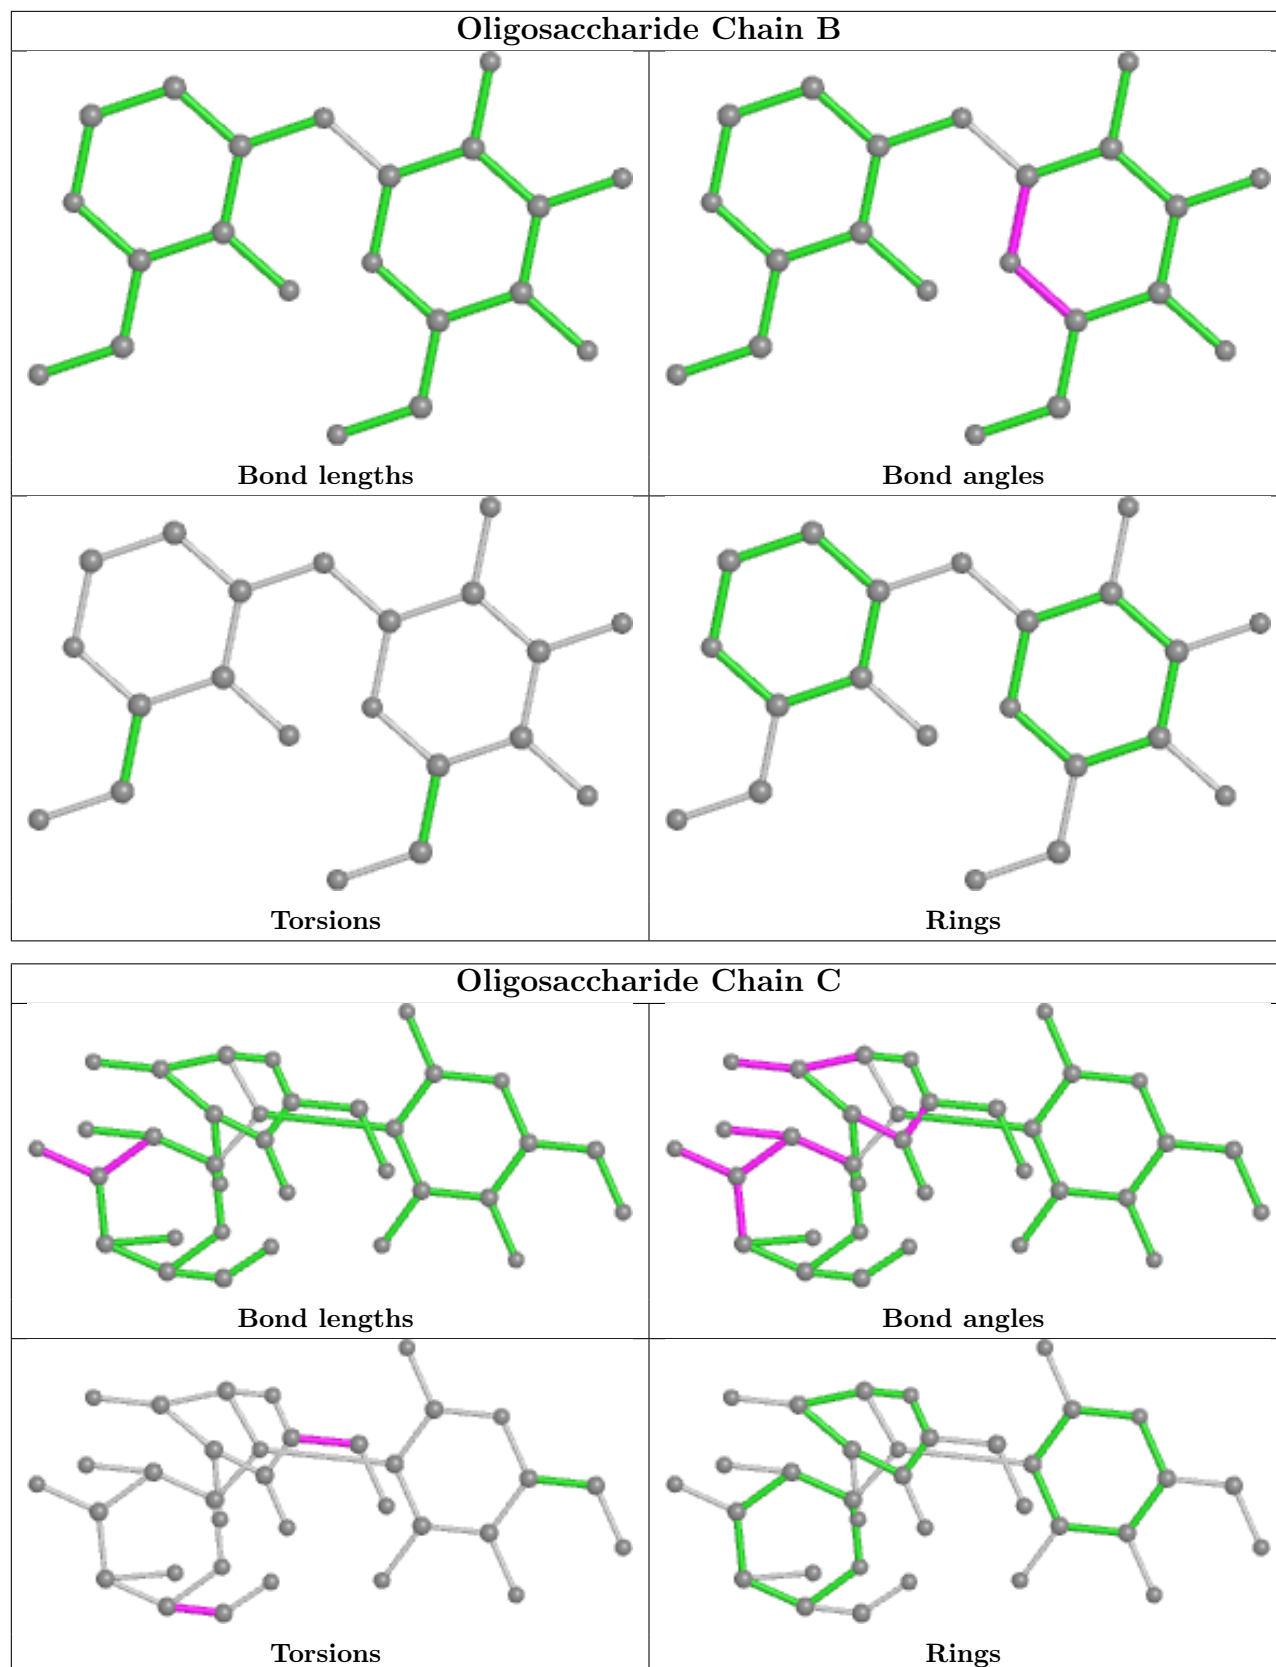 Oligosaccharide Chain B
Bond lengths
Bond angles
Torsions
Rings
Oligosaccharide Chain C
Bond lengths
Bond angles
Torsions
Rings